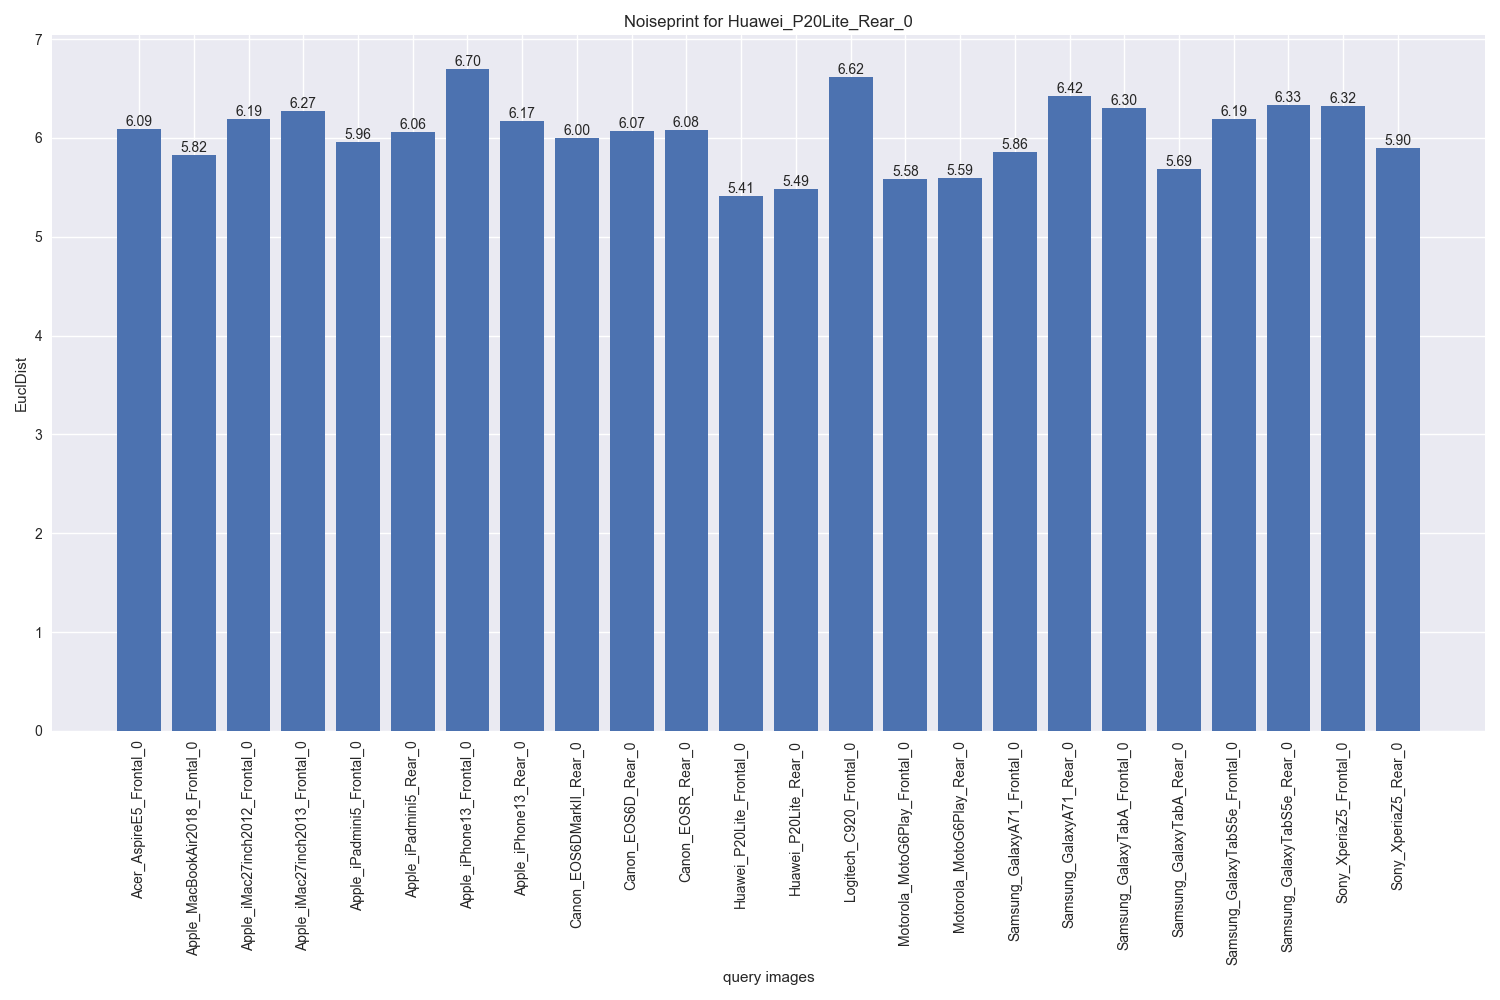 Noiseprint for Huawei_P20Lite_Rear_0
EuclDist
7
6
5
4
3
2
1
0
6.09
5.82
6.19
6.27
5.96
6.06
6.70
6.17
6.00
6.07
6.08
5.41
5.49
6.62
5.58
5.59
5.86
6.42
6.30
5.69
6.19
6.33
6.32
5.90
Acer_AspireE5_Frontal_0
Apple_MacBookAir2018_Frontal_0
Apple_iMac27inch2012_Frontal_0
Apple_iMac27inch2013_Frontal_0
Apple_iPadmini5_Frontal_0
Apple_iPadmini5_Rear_0
Apple_iPhone13_Frontal_0
Apple_iPhone13_Rear_0
Canon_EOS6DMarkII_Rear_0
Canon_EOS6D_Rear_0
Canon_EOSR_Rear_0
Huawei_P20Lite_Frontal_0
Huawei_P20Lite_Rear_0
Logitech_C920_Frontal_0
Motorola_MotoG6Play_Frontal_0
Motorola_MotoG6Play_Rear_0
Samsung_GalaxyA71_Frontal_0
Samsung_GalaxyA71_Rear_0
Samsung_GalaxyTabA_Frontal_0
Samsung_GalaxyTabA_Rear_0
Samsung_GalaxyTabS5e_Frontal_0
Samsung_GalaxyTabS5e_Rear_0
Sony_XperiaZ5_Frontal_0
Sony_XperiaZ5_Rear_0
query images